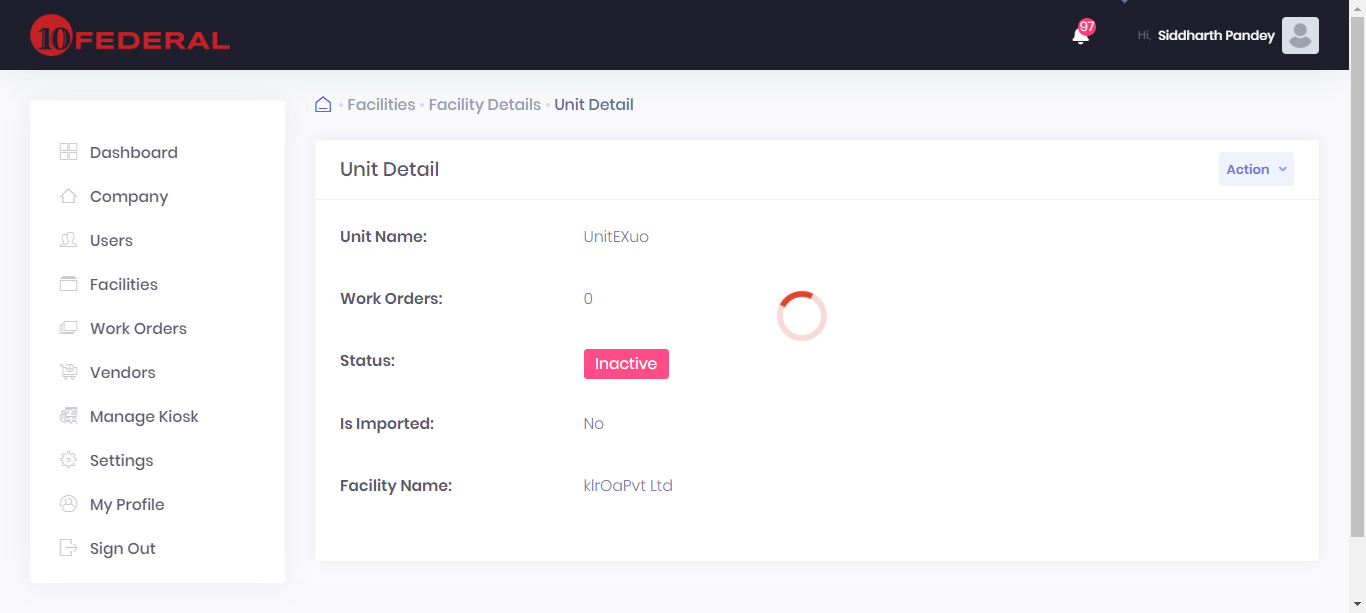 10 FEDERAL
97
Hi, Siddharth Pandey
Dashboard
Company
Users
Facilities
Work Orders
Vendors
Manage Kiosk
Settings
My Profile
Sign Out
Facilities • Facility Details • Unit Detail
Unit Detail
Action
Unit Name: UnitEXuo
Work Orders: 0
Status: Inactive
Is Imported: No
Facility Name: klrOaPvt Ltd